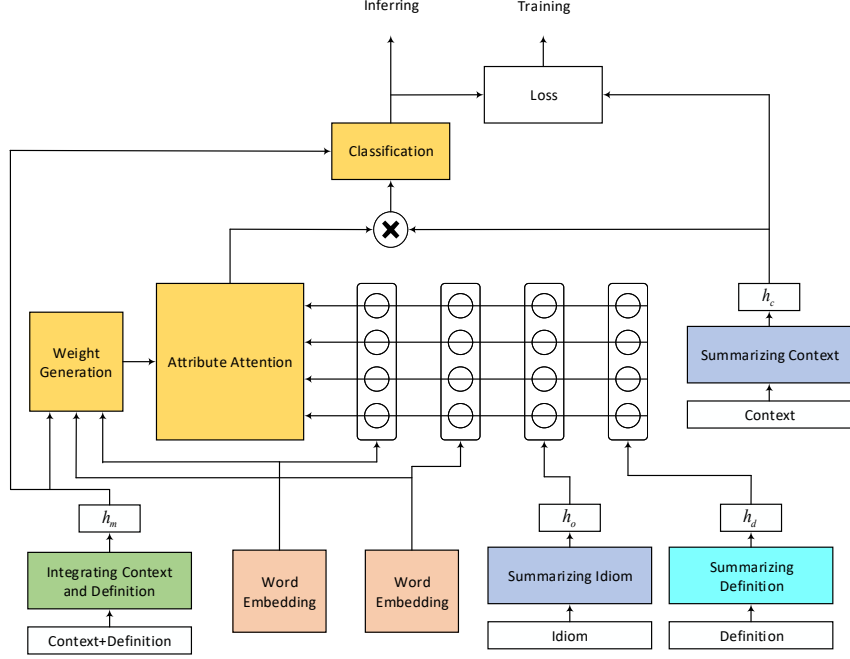 Inferring
Training
Loss
Classification
h_c
Weight
Generation
Attribute Attention
Summarizing Context
Context
h_m
h_o
h_d
Integrating Context
and Definition
Word
Embedding
Word
Embedding
Summarizing Idiom
Summarizing
Definition
Context+Definition
Idiom
Definition